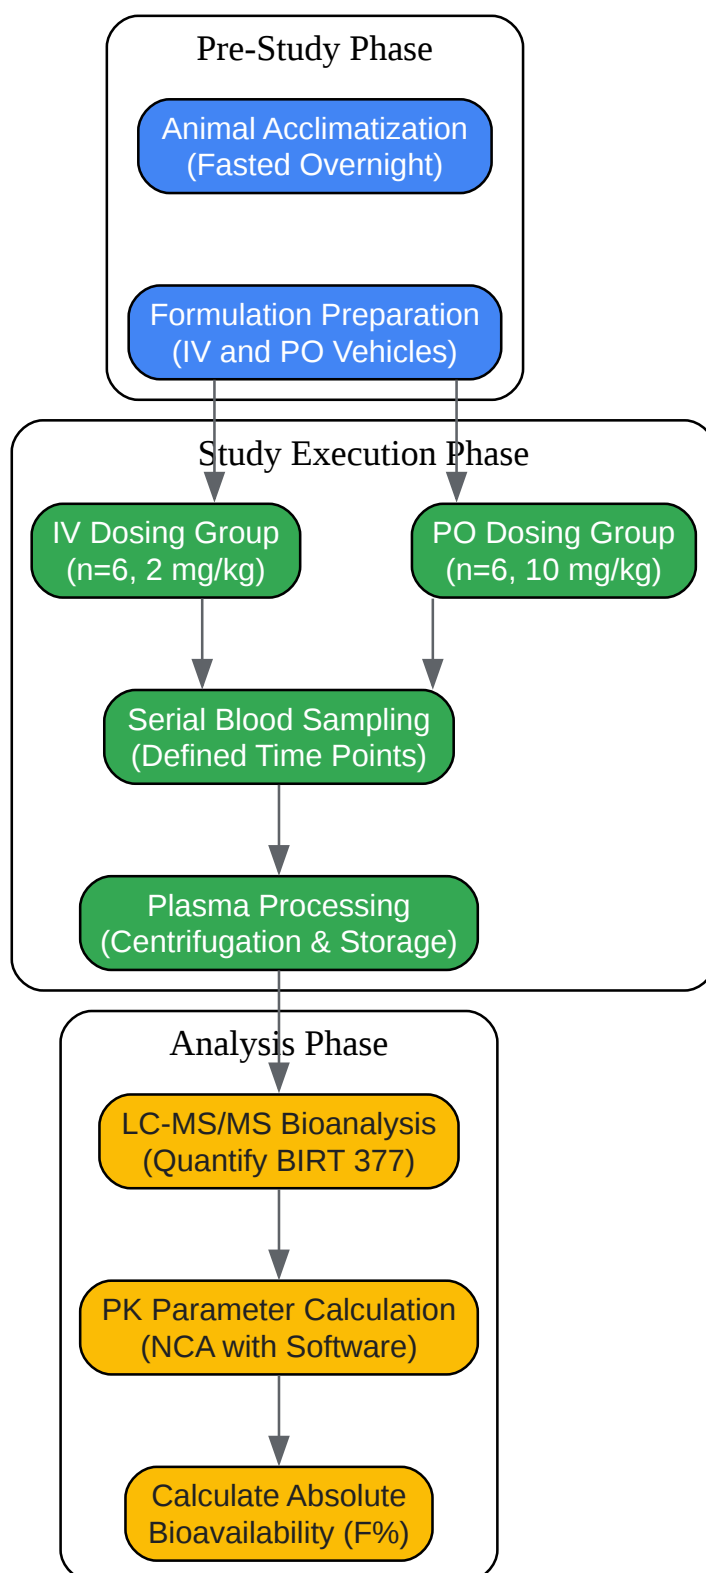 Pre-Study Phase
Animal Acclimatization
(Fasted Overnight)
Formulation Preparation
(IV and PO Vehicles)
Study Execution Phase
IV Dosing Group
(n=6, 2 mg/kg)
PO Dosing Group
(n=6, 10 mg/kg)
Serial Blood Sampling
(Defined Time Points)
Plasma Processing
(Centrifugation & Storage)
Analysis Phase
LC-MS/MS Bioanalysis
(Quantify BIRT 377)
PK Parameter Calculation
(NCA with Software)
Calculate Absolute
Bioavailability (F%)